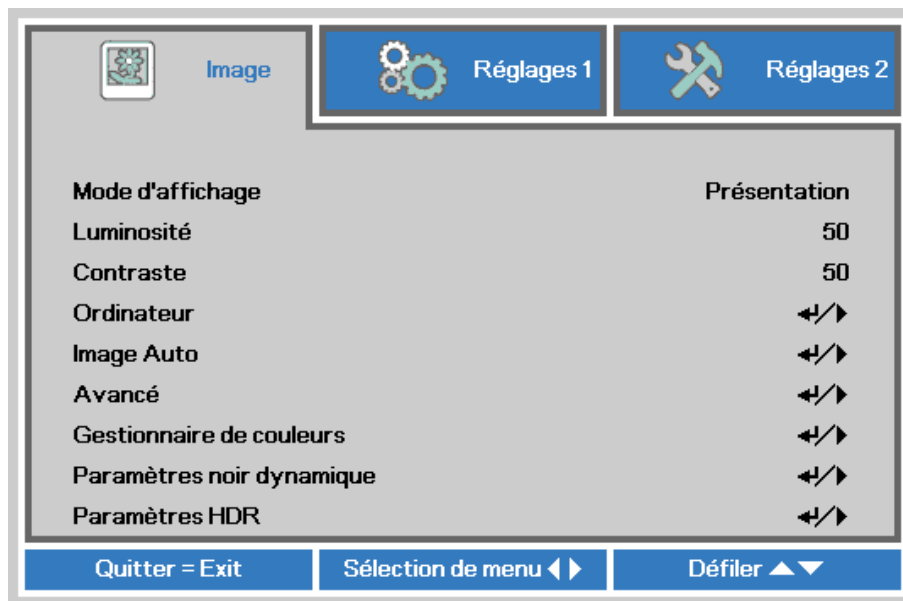 Image
Réglages 1
Réglages 2
Mode d'affichage Présentation
Luminosité 50
Contraste 50
Ordinateur
Image Auto
Avancé
Gestionnaire de couleurs
Paramètres noir dynamique
Paramètres HDR
Quitter = Exit
Sélection de menu
Défiler